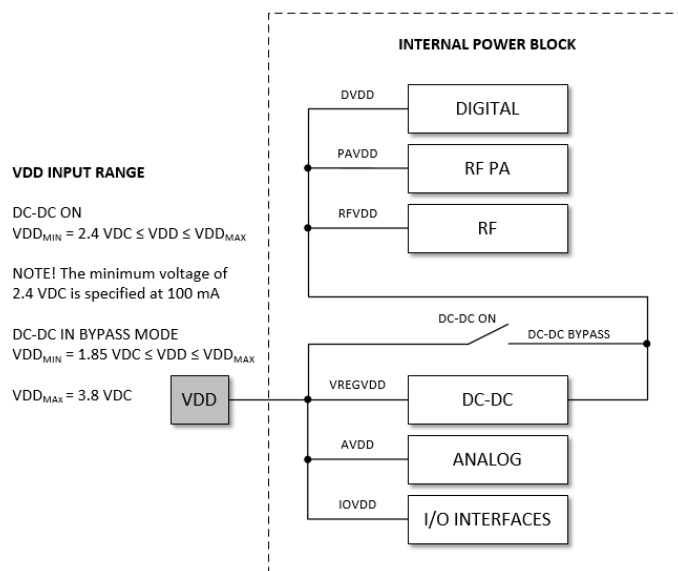 INTERNAL POWER BLOCK
DVDD
DIGITAL
PAVDD
RF PA
RFVDD
RF
VDD INPUT RANGE
DC-DC ON
VDDMIN = 2.4 VDC ≤ VDD ≤ VDDMAX
NOTE! The minimum voltage of
2.4 VDC is specified at 100 mA
DC-DC IN BYPASS MODE
VDDMIN = 1.85 VDC ≤ VDD ≤ VDDMAX
VDDMAX = 3.8 VDC
VDD
DC-DC ON
DC-DC BYPASS
VREGVDD
DC-DC
AVDD
ANALOG
IOVDD
I/O INTERFACES